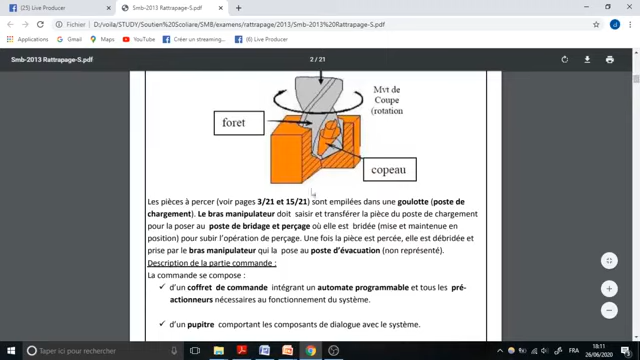 (25) Live Producer
Smb-2013 Rattrapage-S.pdf
Fichier | D:/voila/STUDY/Soutien%20Scolaire/SMB/examens/rattrapage/2013/Smb-2013%20Rattrapage-S.pdf
Applications
Gmail
YouTube
Maps
Créer un streaming...
(3) Live Producer
Smb-2013 Rattrapage-S.pdf
2 / 21
Mvt de
Coupe
(rotation
foret
copeau
Les pièces à percer (voir pages 3/21 et 15/21) sont empilées dans une goulotte (poste de
chargement). Le bras manipulateur doit saisir et transférer la pièce du poste de chargement
pour la poser au poste de bridage et perçage où elle est bridée (mise et maintenue en
position) pour subir l'opération de perçage. Une fois la pièce est percée, elle est débridée et
prise par le bras manipulateur qui la pose au poste d'évacuation (non représenté).
Description de la partie commande :
La commande se compose :
✓ d'un coffret de commande intégrant un automate programmable et tous les pré-
actionneurs nécessaires au fonctionnement du système.
✓ d'un pupitre comportant les composants de dialogue avec le système.
Taper ici pour rechercher
FRA
18:11
26/06/2020